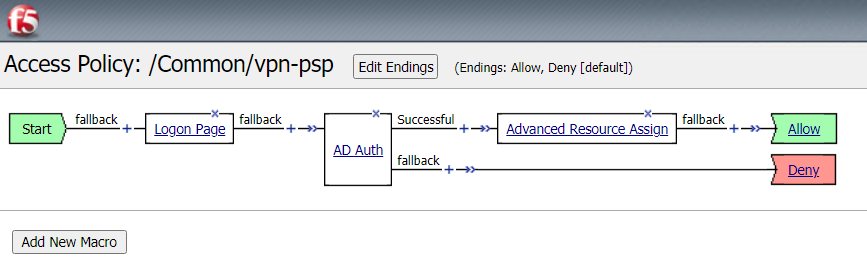 f5
Access Policy: /Common/vpn-psp Edit Endings (Endings: Allow, Deny [default])
Start fallback + Logon Page fallback + AD Auth Successful + Advanced Resource Assign fallback + Allow
fallback + Deny
Add New Macro